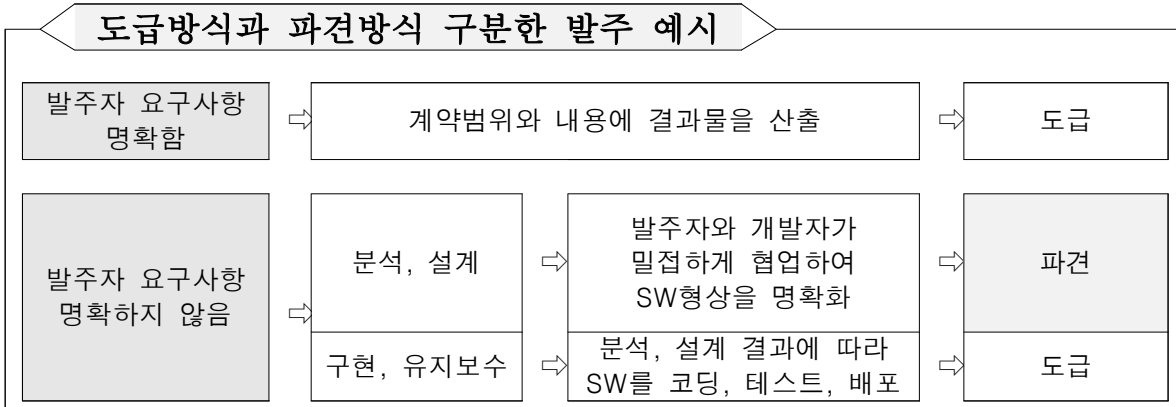 도급방식과 파견방식 구분한 발주 예시
발주자 요구사항
명확함
⇨
계약범위와 내용에 결과물을 산출
⇨
도급
발주자 요구사항
명확하지 않음
⇨
분석, 설계
⇨
발주자와 개발자가
밀접하게 협업하여
SW형상을 명확화
⇨
파견
구현, 유지보수
⇨
분석, 설계 결과에 따라
SW를 코딩, 테스트, 배포
⇨
도급